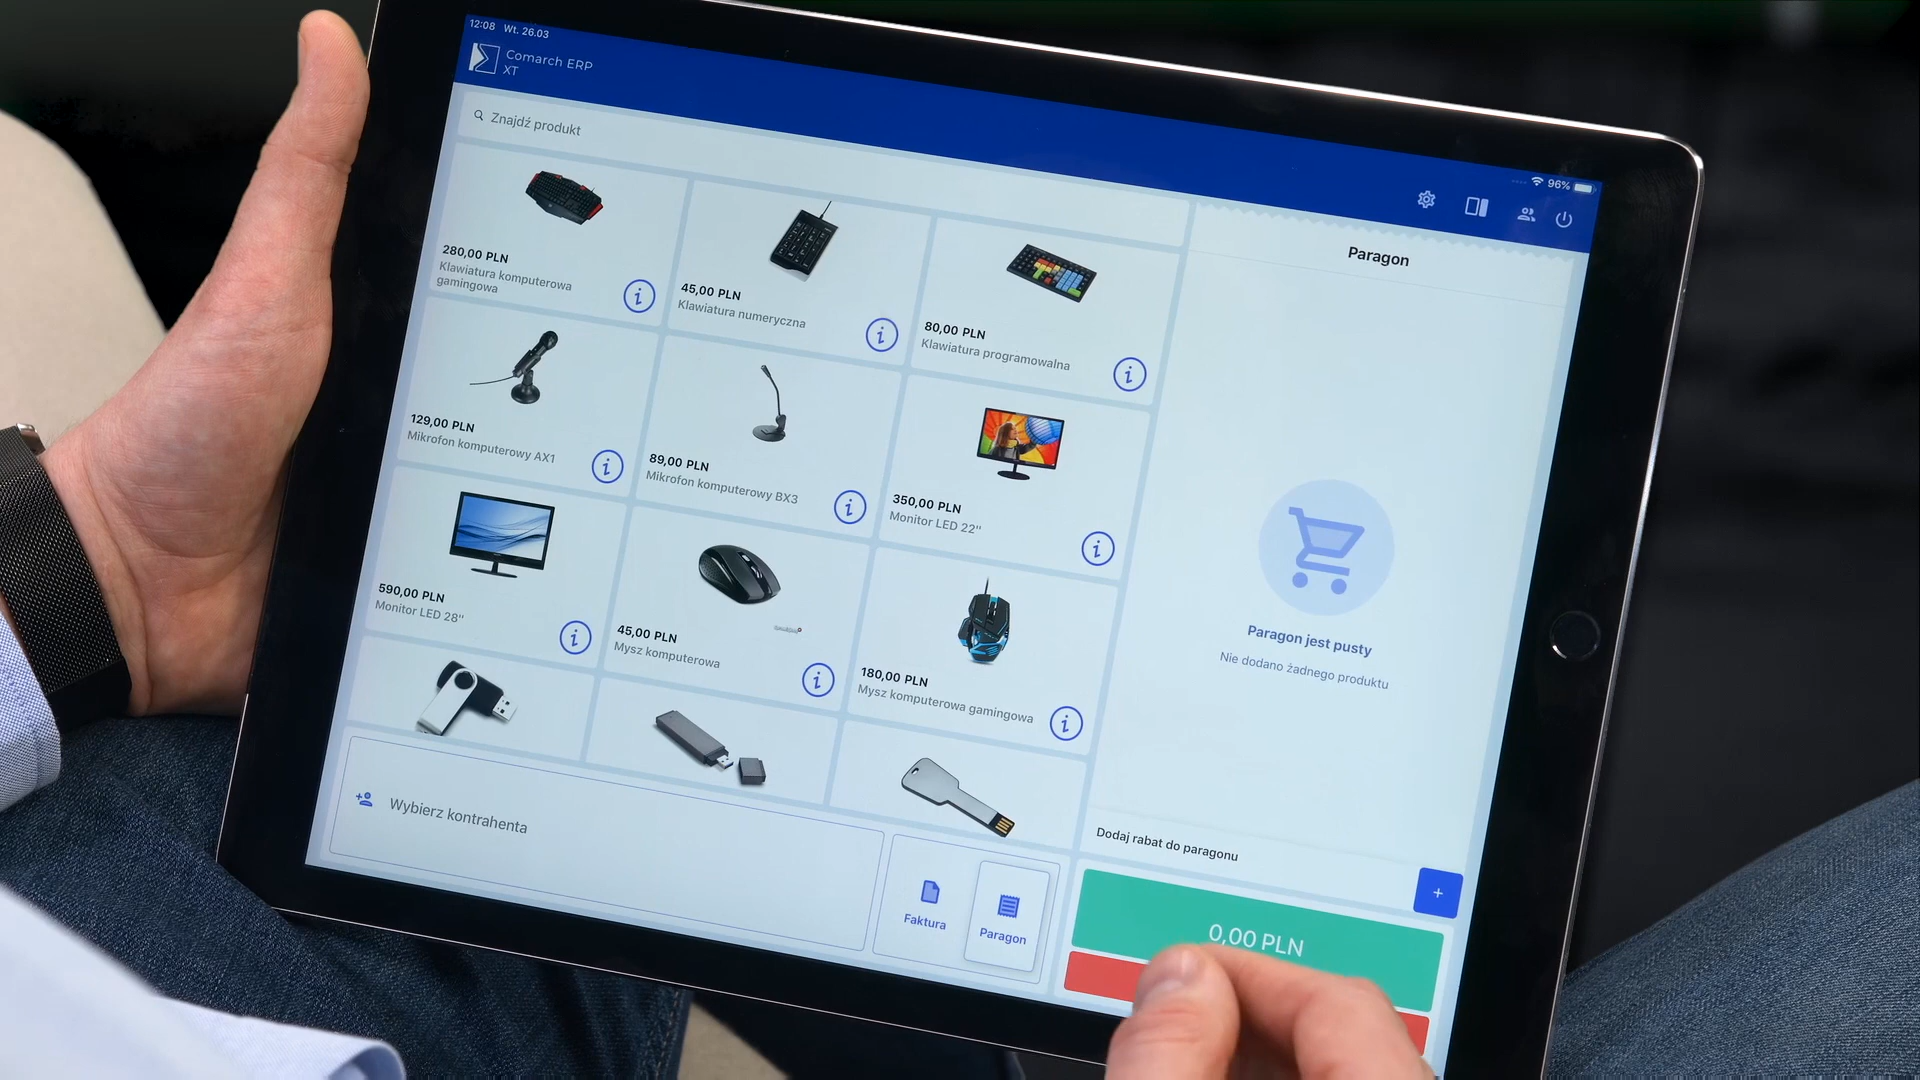 12:08 Wt. 26.03
96%
Comarch ERP
XT
Znajdź produkt
280,00 PLN
Klawiatura komputerowa
gamingowa
45,00 PLN
Klawiatura numeryczna
80,00 PLN
Klawiatura programowalna
129,00 PLN
Mikrofon komputerowy AX1
89,00 PLN
Mikrofon komputerowy BX3
350,00 PLN
Monitor LED 22"
590,00 PLN
Monitor LED 28"
45,00 PLN
Mysz komputerowa
180,00 PLN
Mysz komputerowa gamingowa
Wybierz kontrahenta
Faktura
Paragon
Paragon
Paragon jest pusty
Nie dodano żadnego produktu
Dodaj rabat do paragonu
+
0,00 PLN